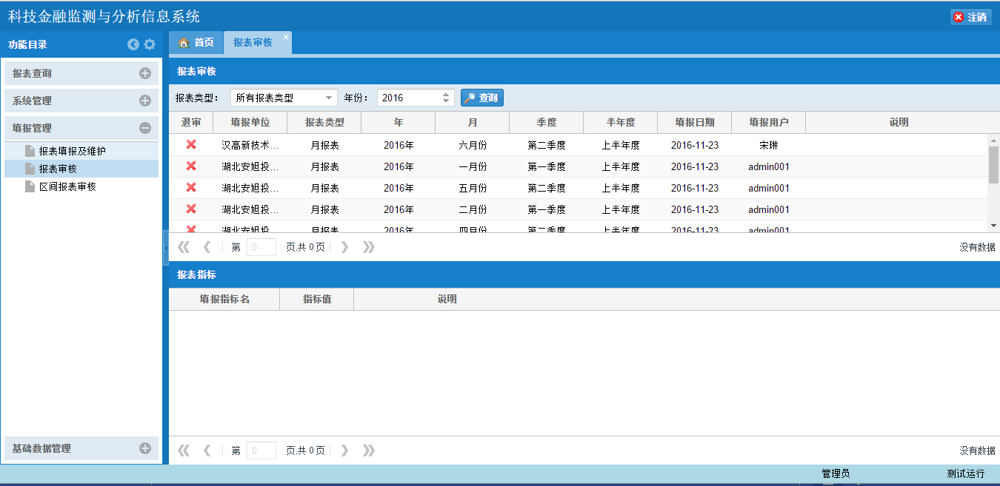 科技金融监测与分析信息系统
注销
功能目录
首页
报表审核
报表查询
系统管理
填报管理
报表填报及维护
报表审核
区间报表审核
基础数据管理
报表审核
报表类型： 所有报表类型 年份： 2016 查询
退审 填报单位 报表类型 年 月 季度 半年度 填报日期 填报用户 说明
汉高新技术... 月报表 2016年 六月份 第二季度 上半年度 2016-11-23 宋琳
湖北安旭投... 月报表 2016年 一月份 第一季度 上半年度 2016-11-23 admin001
湖北安旭投... 月报表 2016年 五月份 第二季度 上半年度 2016-11-23 admin001
湖北安旭投... 月报表 2016年 二月份 第一季度 上半年度 2016-11-23 admin001
湖北安旭投... 月报表 2016年 四月份 第二季度 上半年度 2016-11-23 admin001
第 0 页,共 0 页 没有数据
报表指标
填报指标名 指标值 说明
第 0 页,共 0 页 没有数据
管理员 测试运行